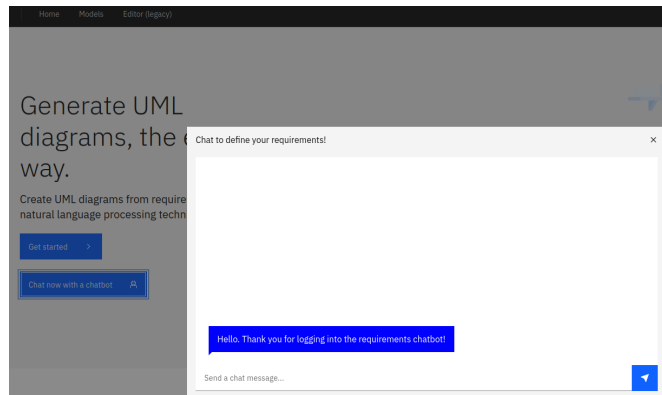 Home Models Editor (legacy)
Generate UML
diagrams, the
way.
Create UML diagrams from
natural language processing
Get started
Chat now with a chatbot
Chat to define your requirements!
Hello. Thank you for logging into the requirements chatbot!
Send a chat message...